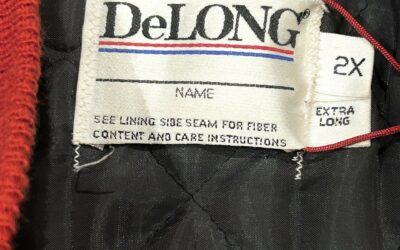 DeLONG®
NAME
SEE LINING SIDE SEAM FOR FIBER
CONTENT AND CARE INSTRUCTIONS
2X
EXTRA
LONG